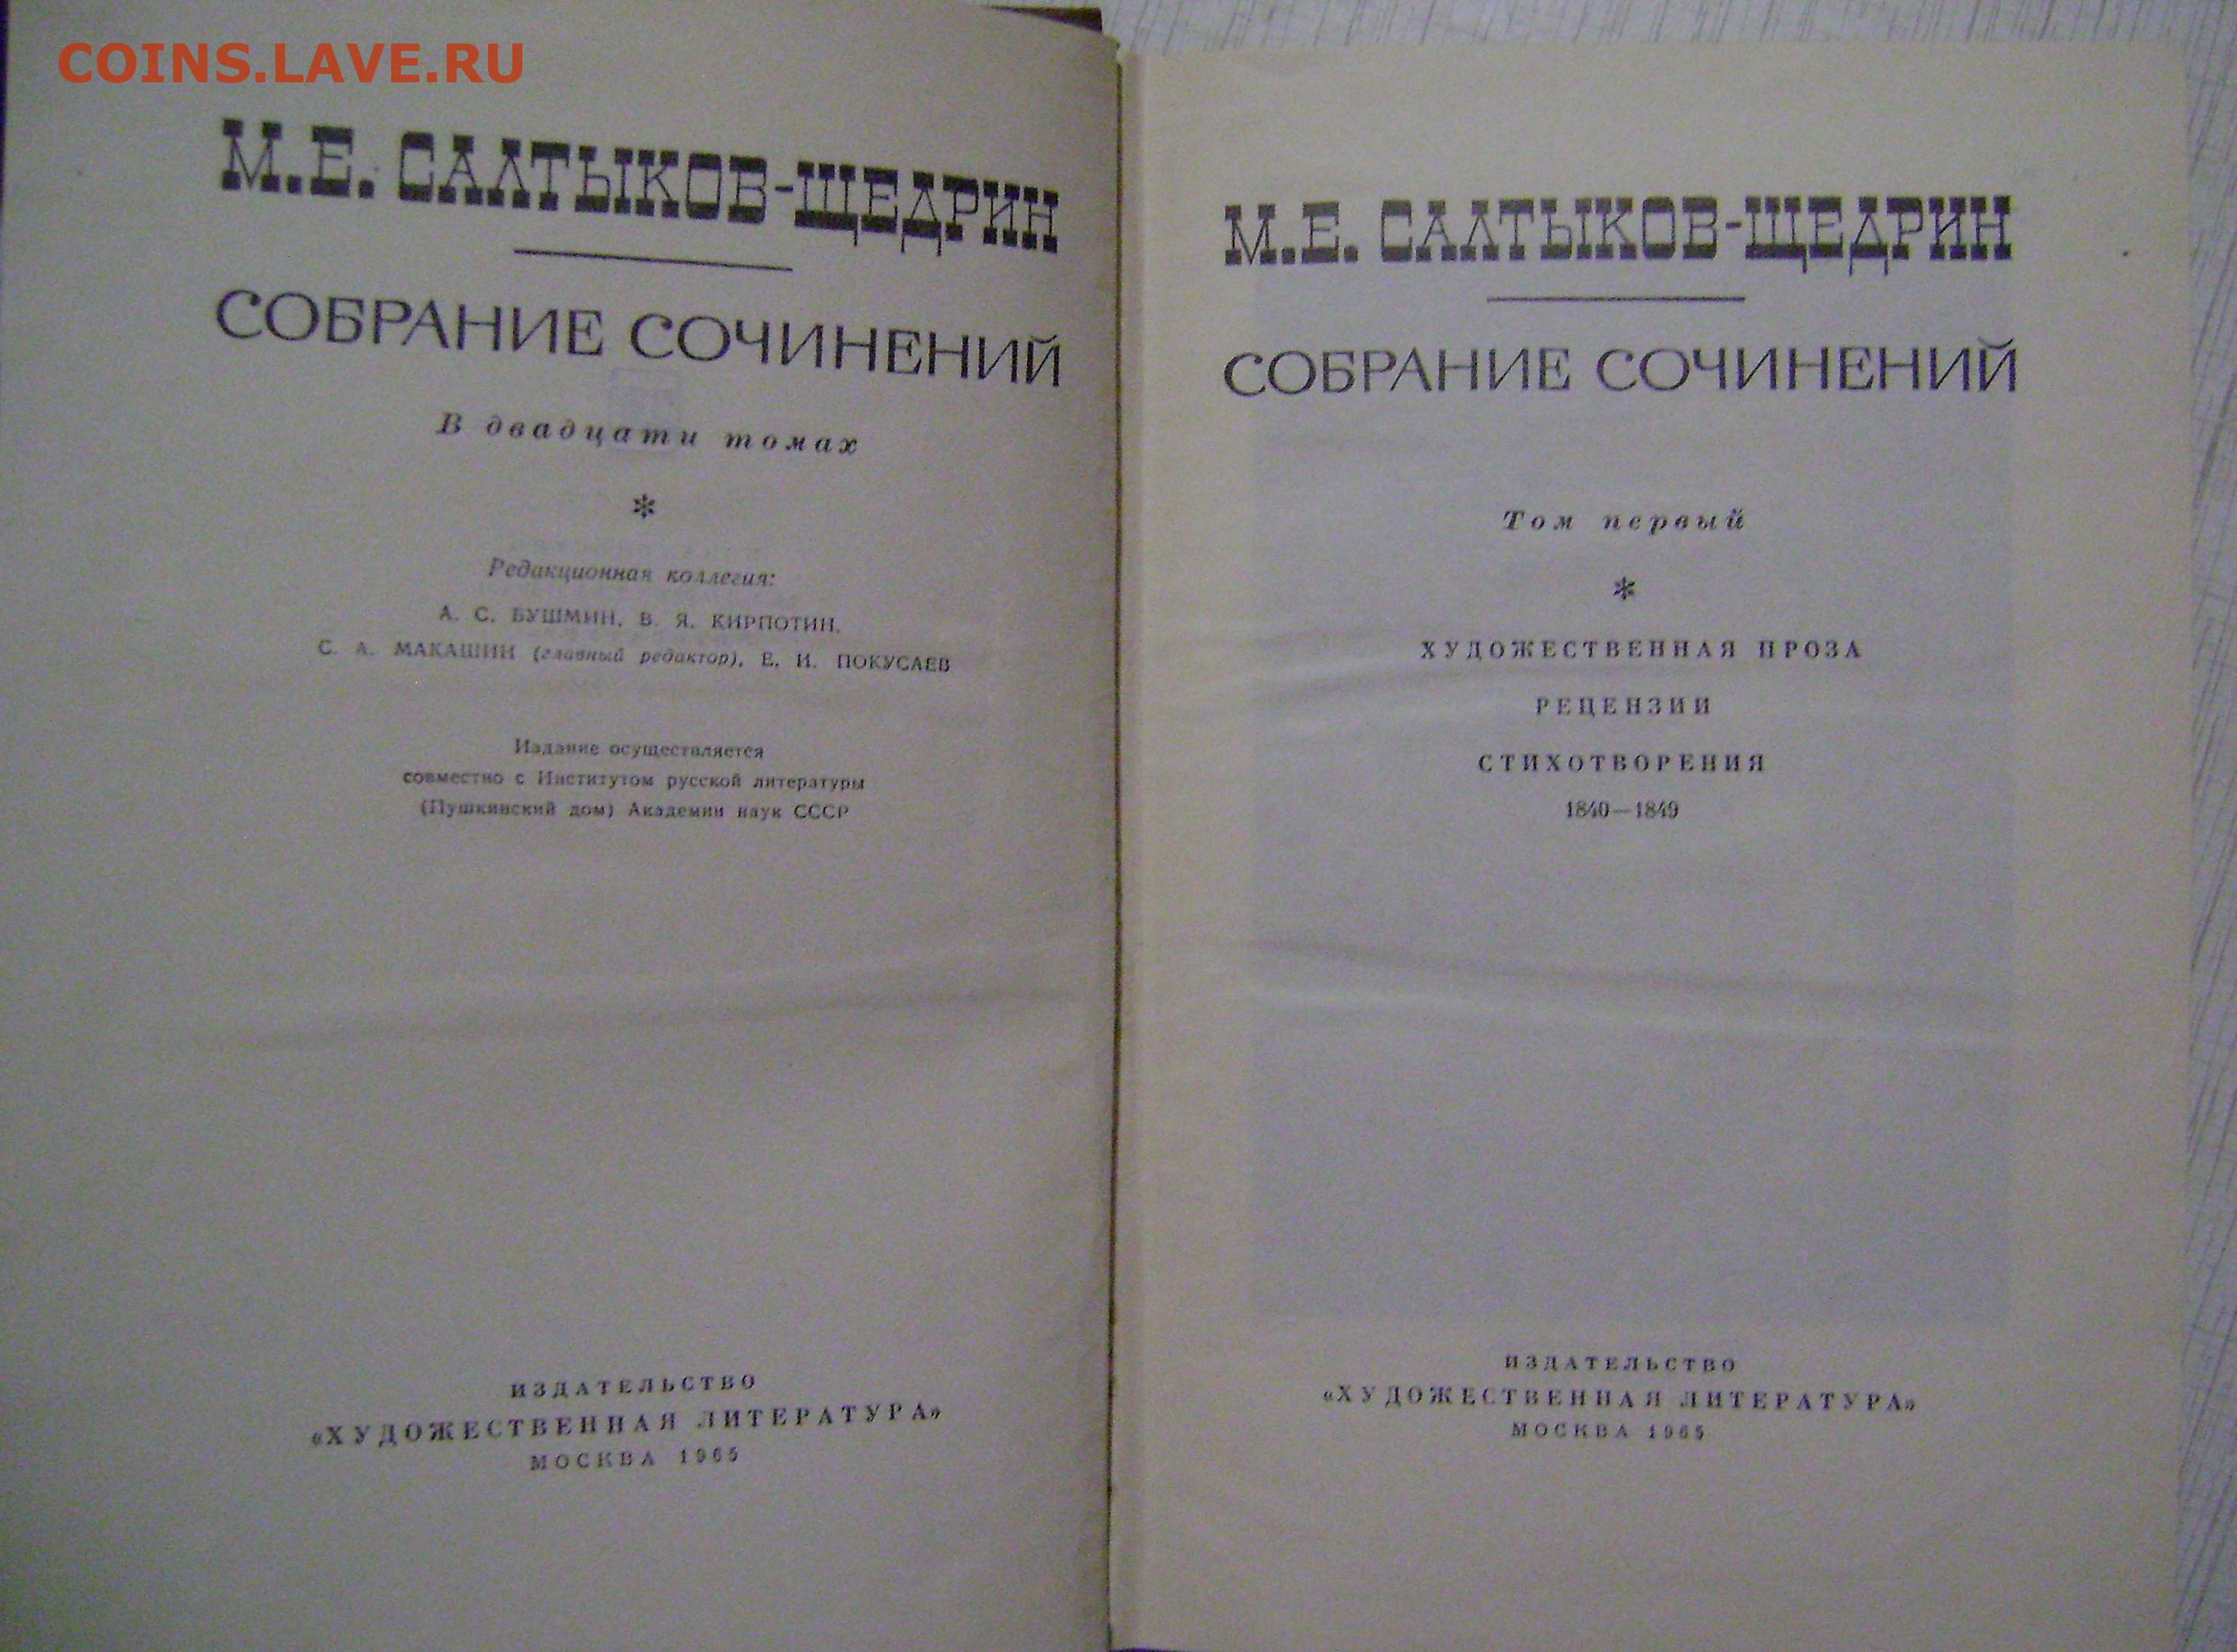 COINS.LAVE.RU
М.Е. САЛТЫКОВ-ЩЕДРИН
СОБРАНИЕ СОЧИНЕНИЙ
В двадцати томах
*
Редакционная коллегия:
А. С. БУШМИН, В. Я. КИРПОТИН,
С. А. МАКАШИН (главный редактор), Е. И. ПОКУСАЕВ
Издание осуществляется
совместно с Институтом русской литературы
(Пушкинский дом) Академии наук СССР
ИЗДАТЕЛЬСТВО
«ХУДОЖЕСТВЕННАЯ ЛИТЕРАТУРА»
МОСКВА 1965
М.Е. САЛТЫКОВ-ЩЕДРИН
СОБРАНИЕ СОЧИНЕНИЙ
Том первый
*
ХУДОЖЕСТВЕННАЯ ПРОЗА
РЕЦЕНЗИИ
СТИХОТВОРЕНИЯ
1840—1849
ИЗДАТЕЛЬСТВО
«ХУДОЖЕСТВЕННАЯ ЛИТЕРАТУРА»
МОСКВА 1965